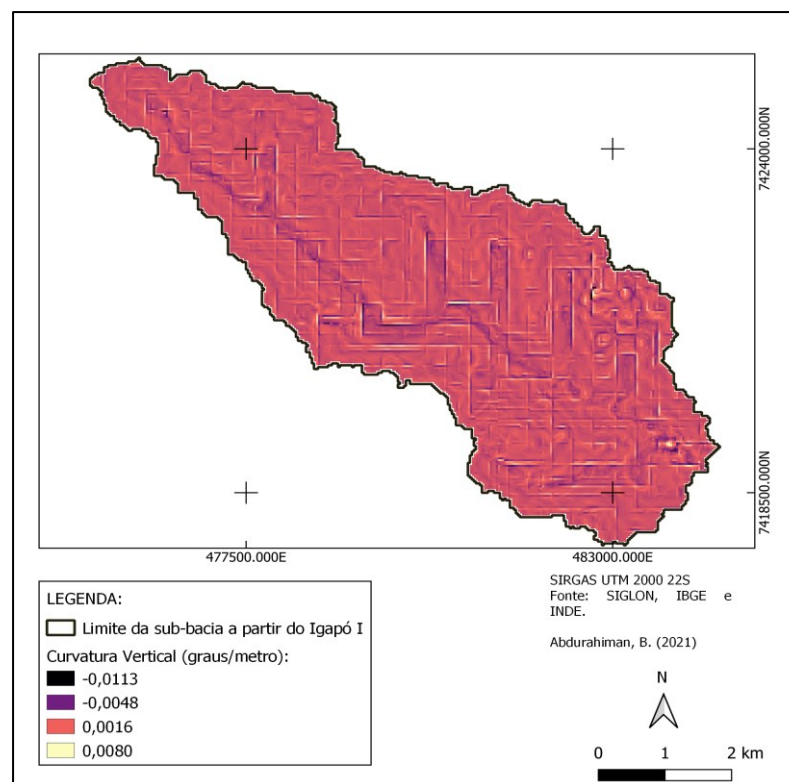 7424000.000N
7418500.000N
477500.000E
483000.000E
SIRGAS UTM 2000 22S
Fonte: SIGLON, IBGE e
INDE.
Abdurahiman, B. (2021)
LEGENDA:
Limite da sub-bacia a partir do Igapó I
Curvatura Vertical (graus/metro):
-0,0113
-0,0048
0,0016
0,0080
N
0 1 2 km